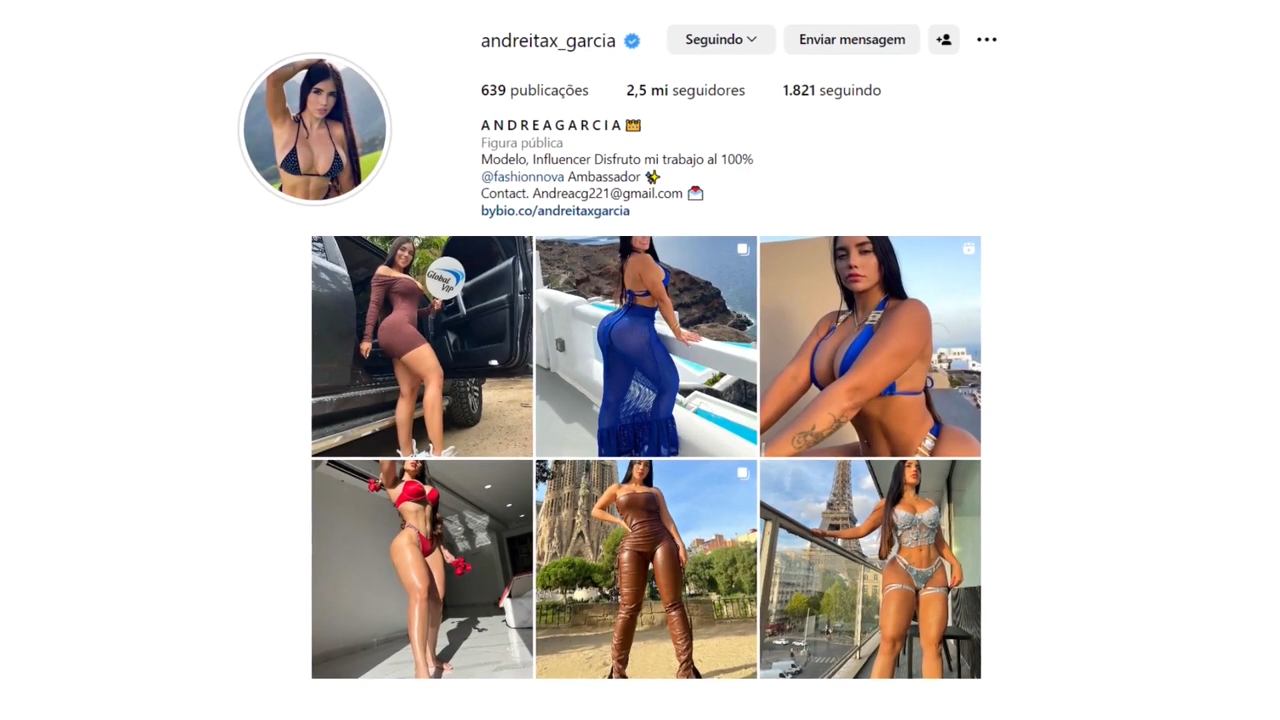 andreitax_garcia
Seguindo
Enviar mensagem
639 publicações 2,5 mi seguidores 1.821 seguindo
A N D R E A G A R C I A
Figura pública
Modelo, Influencer Disfruto mi trabajo al 100%
@fashionnova Ambassador
Contact. Andreacg221@gmail.com
bybio.co/andreitaxgarcia
Global
VIP